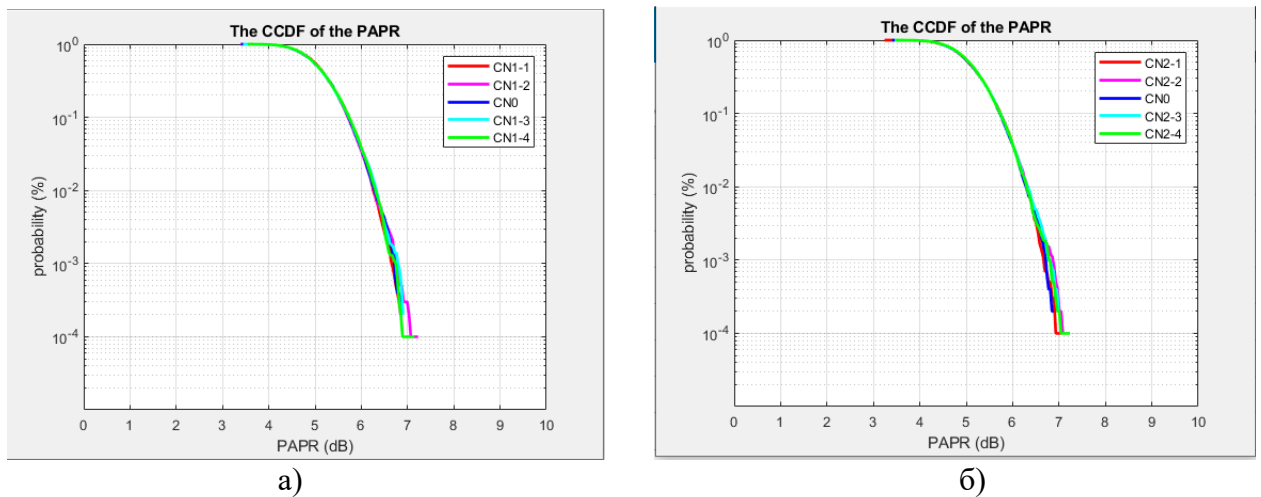 The CCDF of the PAPR
10^0
10^-1
10^-2
10^-3
10^-4
probability (%)
0 1 2 3 4 5 6 7 8 9 10
PAPR (dB)
CN1-1
CN1-2
CN0
CN1-3
CN1-4
а)
The CCDF of the PAPR
10^0
10^-1
10^-2
10^-3
10^-4
probability (%)
0 1 2 3 4 5 6 7 8 9 10
PAPR (dB)
CN2-1
CN2-2
CN0
CN2-3
CN2-4
б)